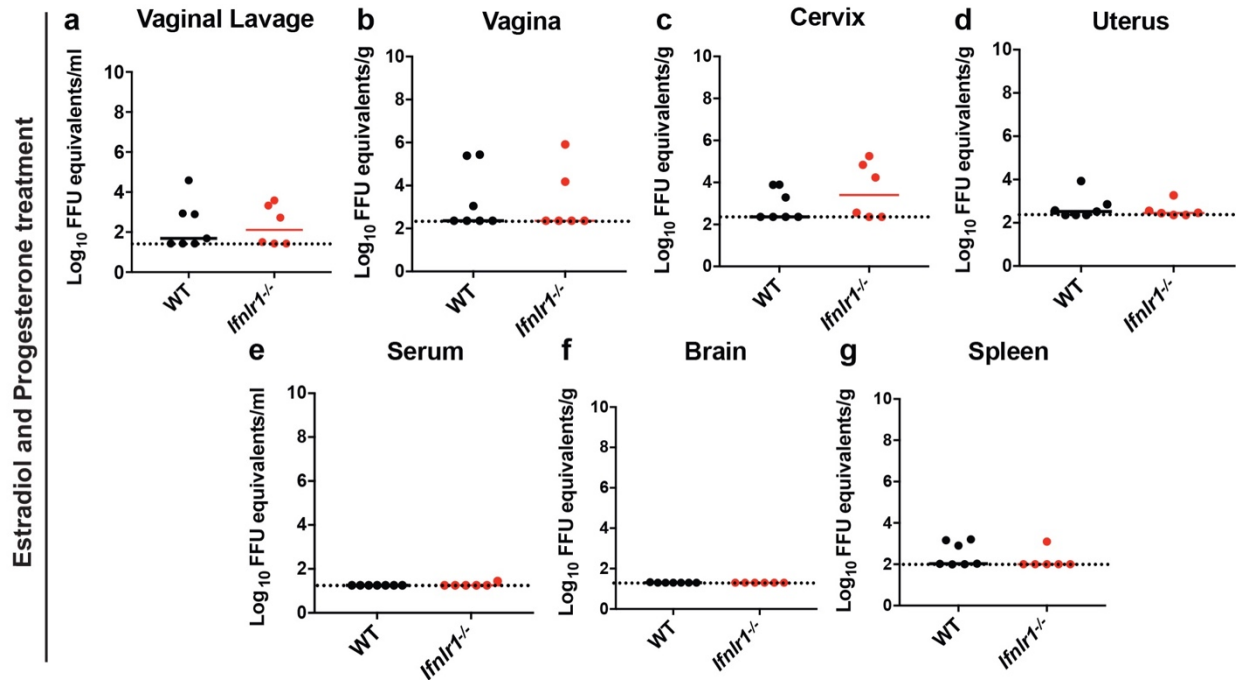 Estradiol and Progesterone treatment
a Vaginal Lavage
Log10 FFU equivalents/ml
10
8
6
4
2
0
WT
Ifnlr1-/-
b Vagina
Log10 FFU equivalents/g
10
8
6
4
2
0
WT
Ifnlr1-/-
c Cervix
Log10 FFU equivalents/g
10
8
6
4
2
0
WT
Ifnlr1-/-
d Uterus
Log10 FFU equivalents/g
10
8
6
4
2
0
WT
Ifnlr1-/-
e Serum
Log10 FFU equivalents/ml
10
8
6
4
2
0
WT
Ifnlr1-/-
f Brain
Log10 FFU equivalents/g
10
8
6
4
2
0
WT
Ifnlr1-/-
g Spleen
Log10 FFU equivalents/g
10
8
6
4
2
0
WT
Ifnlr1-/-